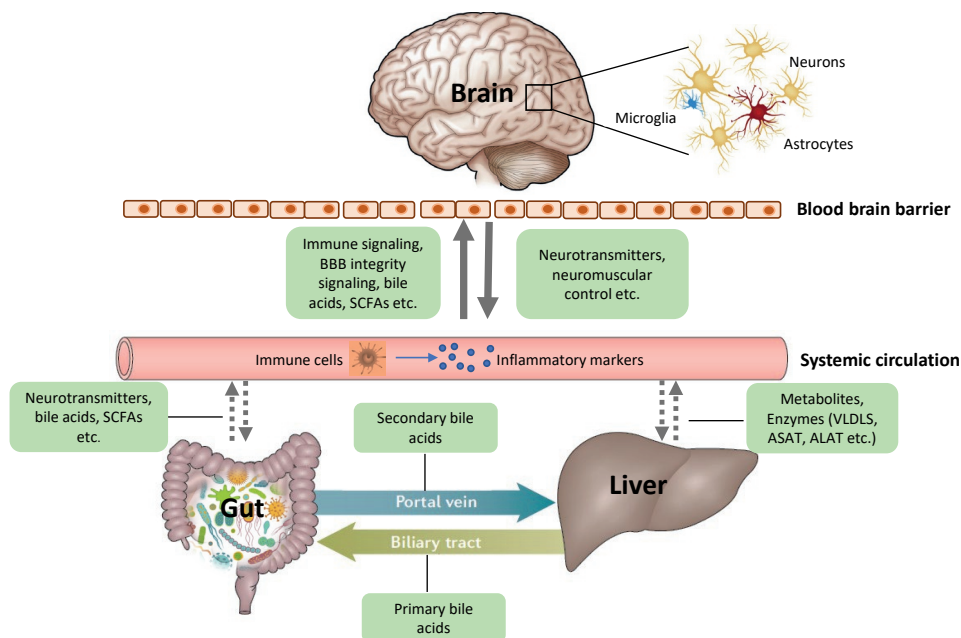 Brain
Neurons
Microglia
Astrocytes
Blood brain barrier
Immune signaling,
BBB integrity
signaling, bile
acids, SCFAs etc.
Neurotransmitters,
neuromuscular
control etc.
Immune cells
Inflammatory markers
Systemic circulation
Neurotransmitters,
bile acids, SCFAs
etc.
Secondary bile
acids
Metabolites,
Enzymes (VLDLS,
ASAT, ALAT etc.)
Gut
Portal vein
Liver
Biliary tract
Primary bile
acids